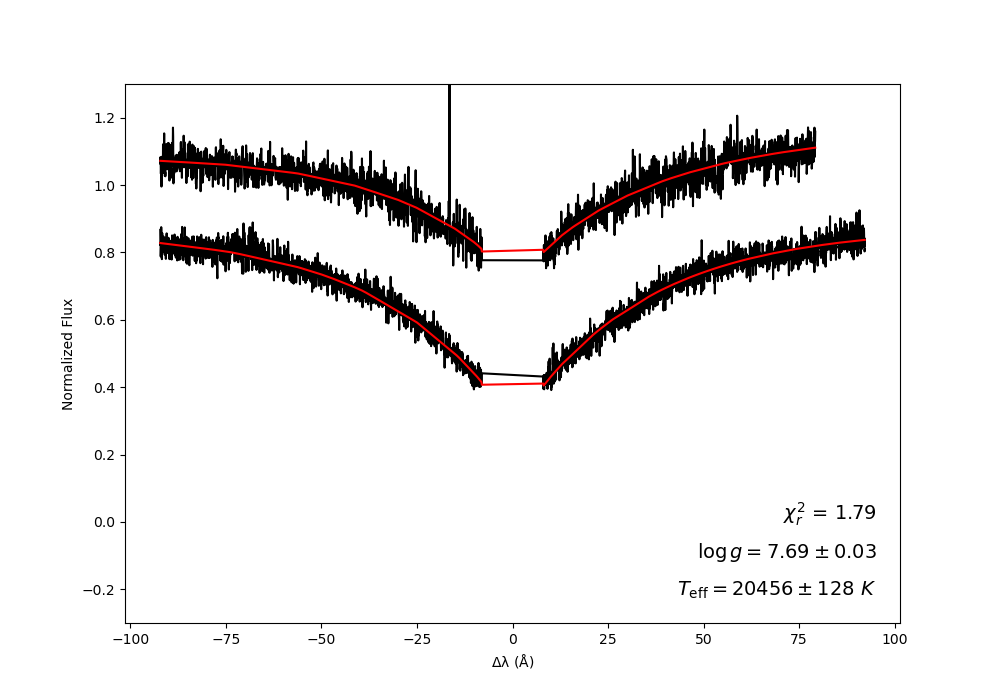 1.2
1.0
0.8
0.6
0.4
0.2
0.0
−0.2
Normalized Flux
χ²ᵣ = 1.79
log g = 7.69 ± 0.03
T_eff = 20456 ± 128 K
−100 −75 −50 −25 0 25 50 75 100
Δλ (Å)